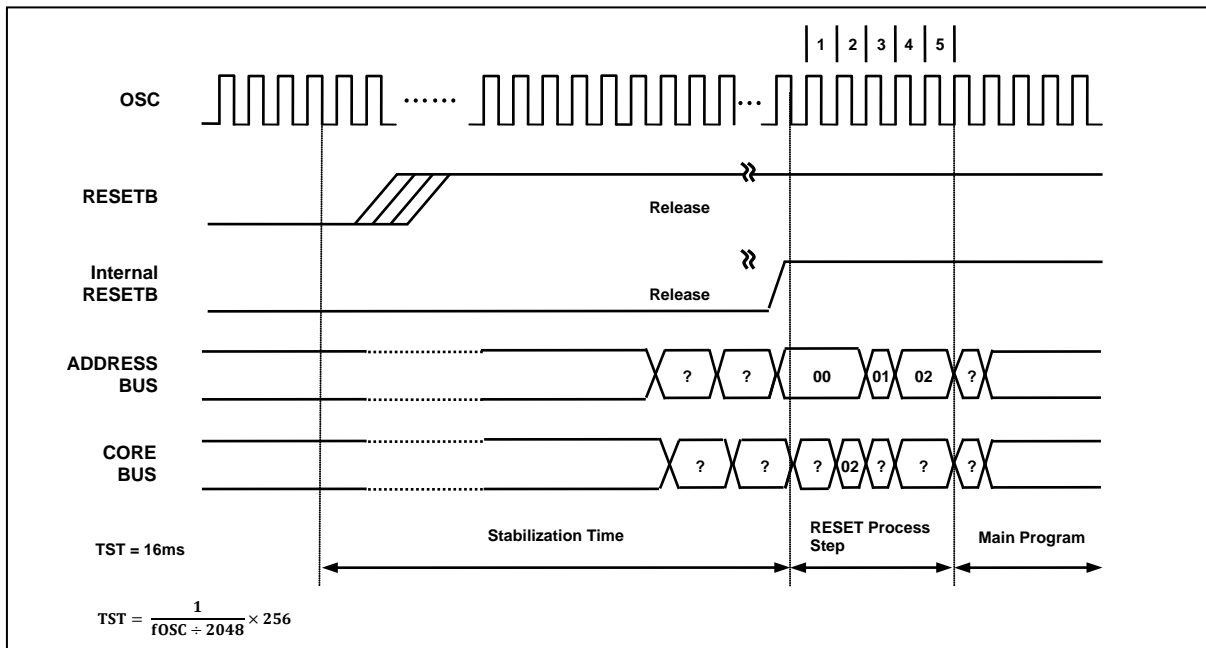 1 2 3 4 5
OSC
RESETB
Release
Internal
RESETB
Release
ADDRESS
BUS
? ? 00 01 02 ?
CORE
BUS
? ? ? 02 ? ? ?
TST = 16ms
Stabilization Time
RESET Process
Step
Main Program
TST = 1 / (fOSC ÷ 2048) × 256